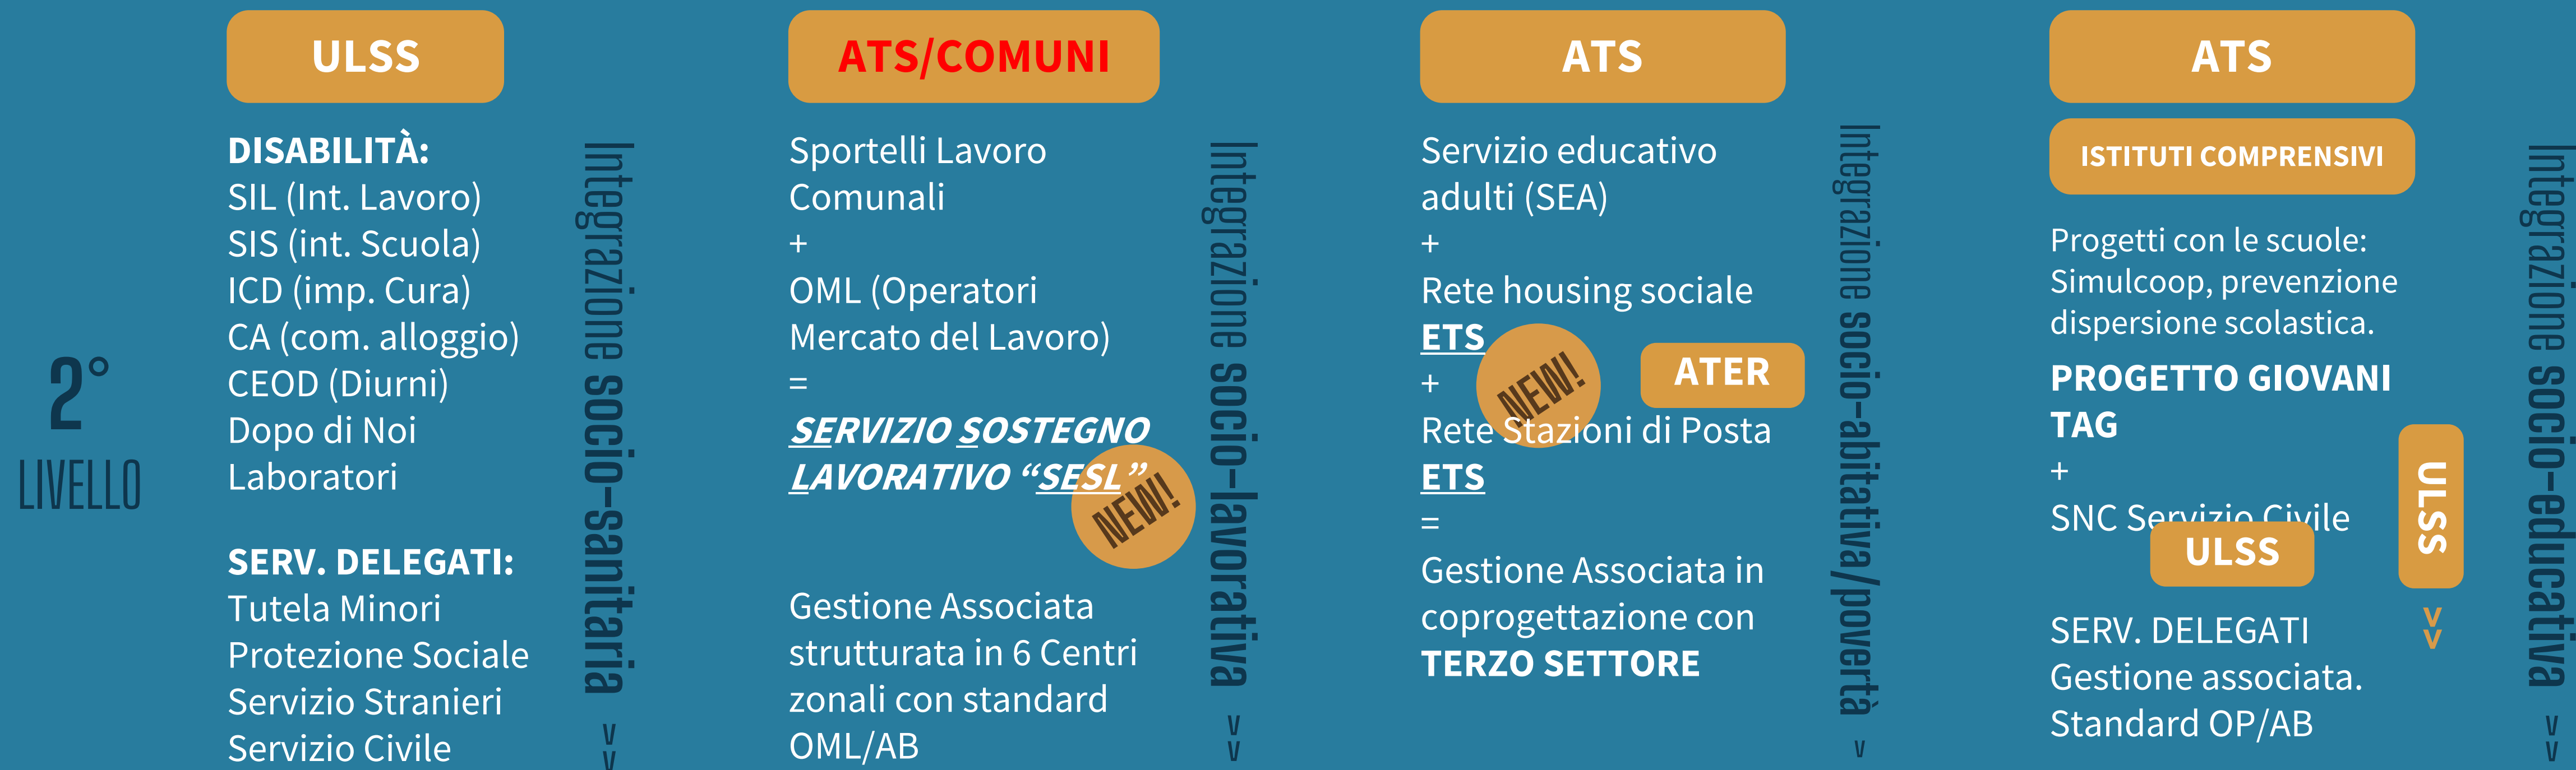 2°
LIVELLO
ULSS
DISABILITÀ:
SIL (Int. Lavoro)
SIS (int. Scuola)
ICD (imp. Cura)
CA (com. alloggio)
CEOD (Diurni)
Dopo di Noi
Laboratori
SERV. DELEGATI:
Tutela Minori
Protezione Sociale
Servizio Stranieri
Servizio Civile
Integrazione socio-sanitaria >>
ATS/COMUNI
Sportelli Lavoro
Comunali
+
OML (Operatori
Mercato del Lavoro)
=
SERVIZIO SOSTEGNO
LAVORATIVO “SESL”
NEW!
Gestione Associata
strutturata in 6 Centri
zonali con standard
OML/AB
Integrazione socio-lavorativa >>
ATS
Servizio educativo
adulti (SEA)
+
Rete housing sociale
ETS
+
NEW!
ATER
Rete Stazioni di Posta
ETS
=
Gestione Associata in
coprogettazione con
TERZO SETTORE
Integrazione socio-abitativa/povertà >
ATS
ISTITUTI COMPRENSIVI
Progetti con le scuole:
Simulcoop, prevenzione
dispersione scolastica.
PROGETTO GIOVANI
TAG
+
SNC Servizio Civile
ULSS
ULSS >>
SERV. DELEGATI
Gestione associata.
Standard OP/AB
Integrazione socio-educativa >>